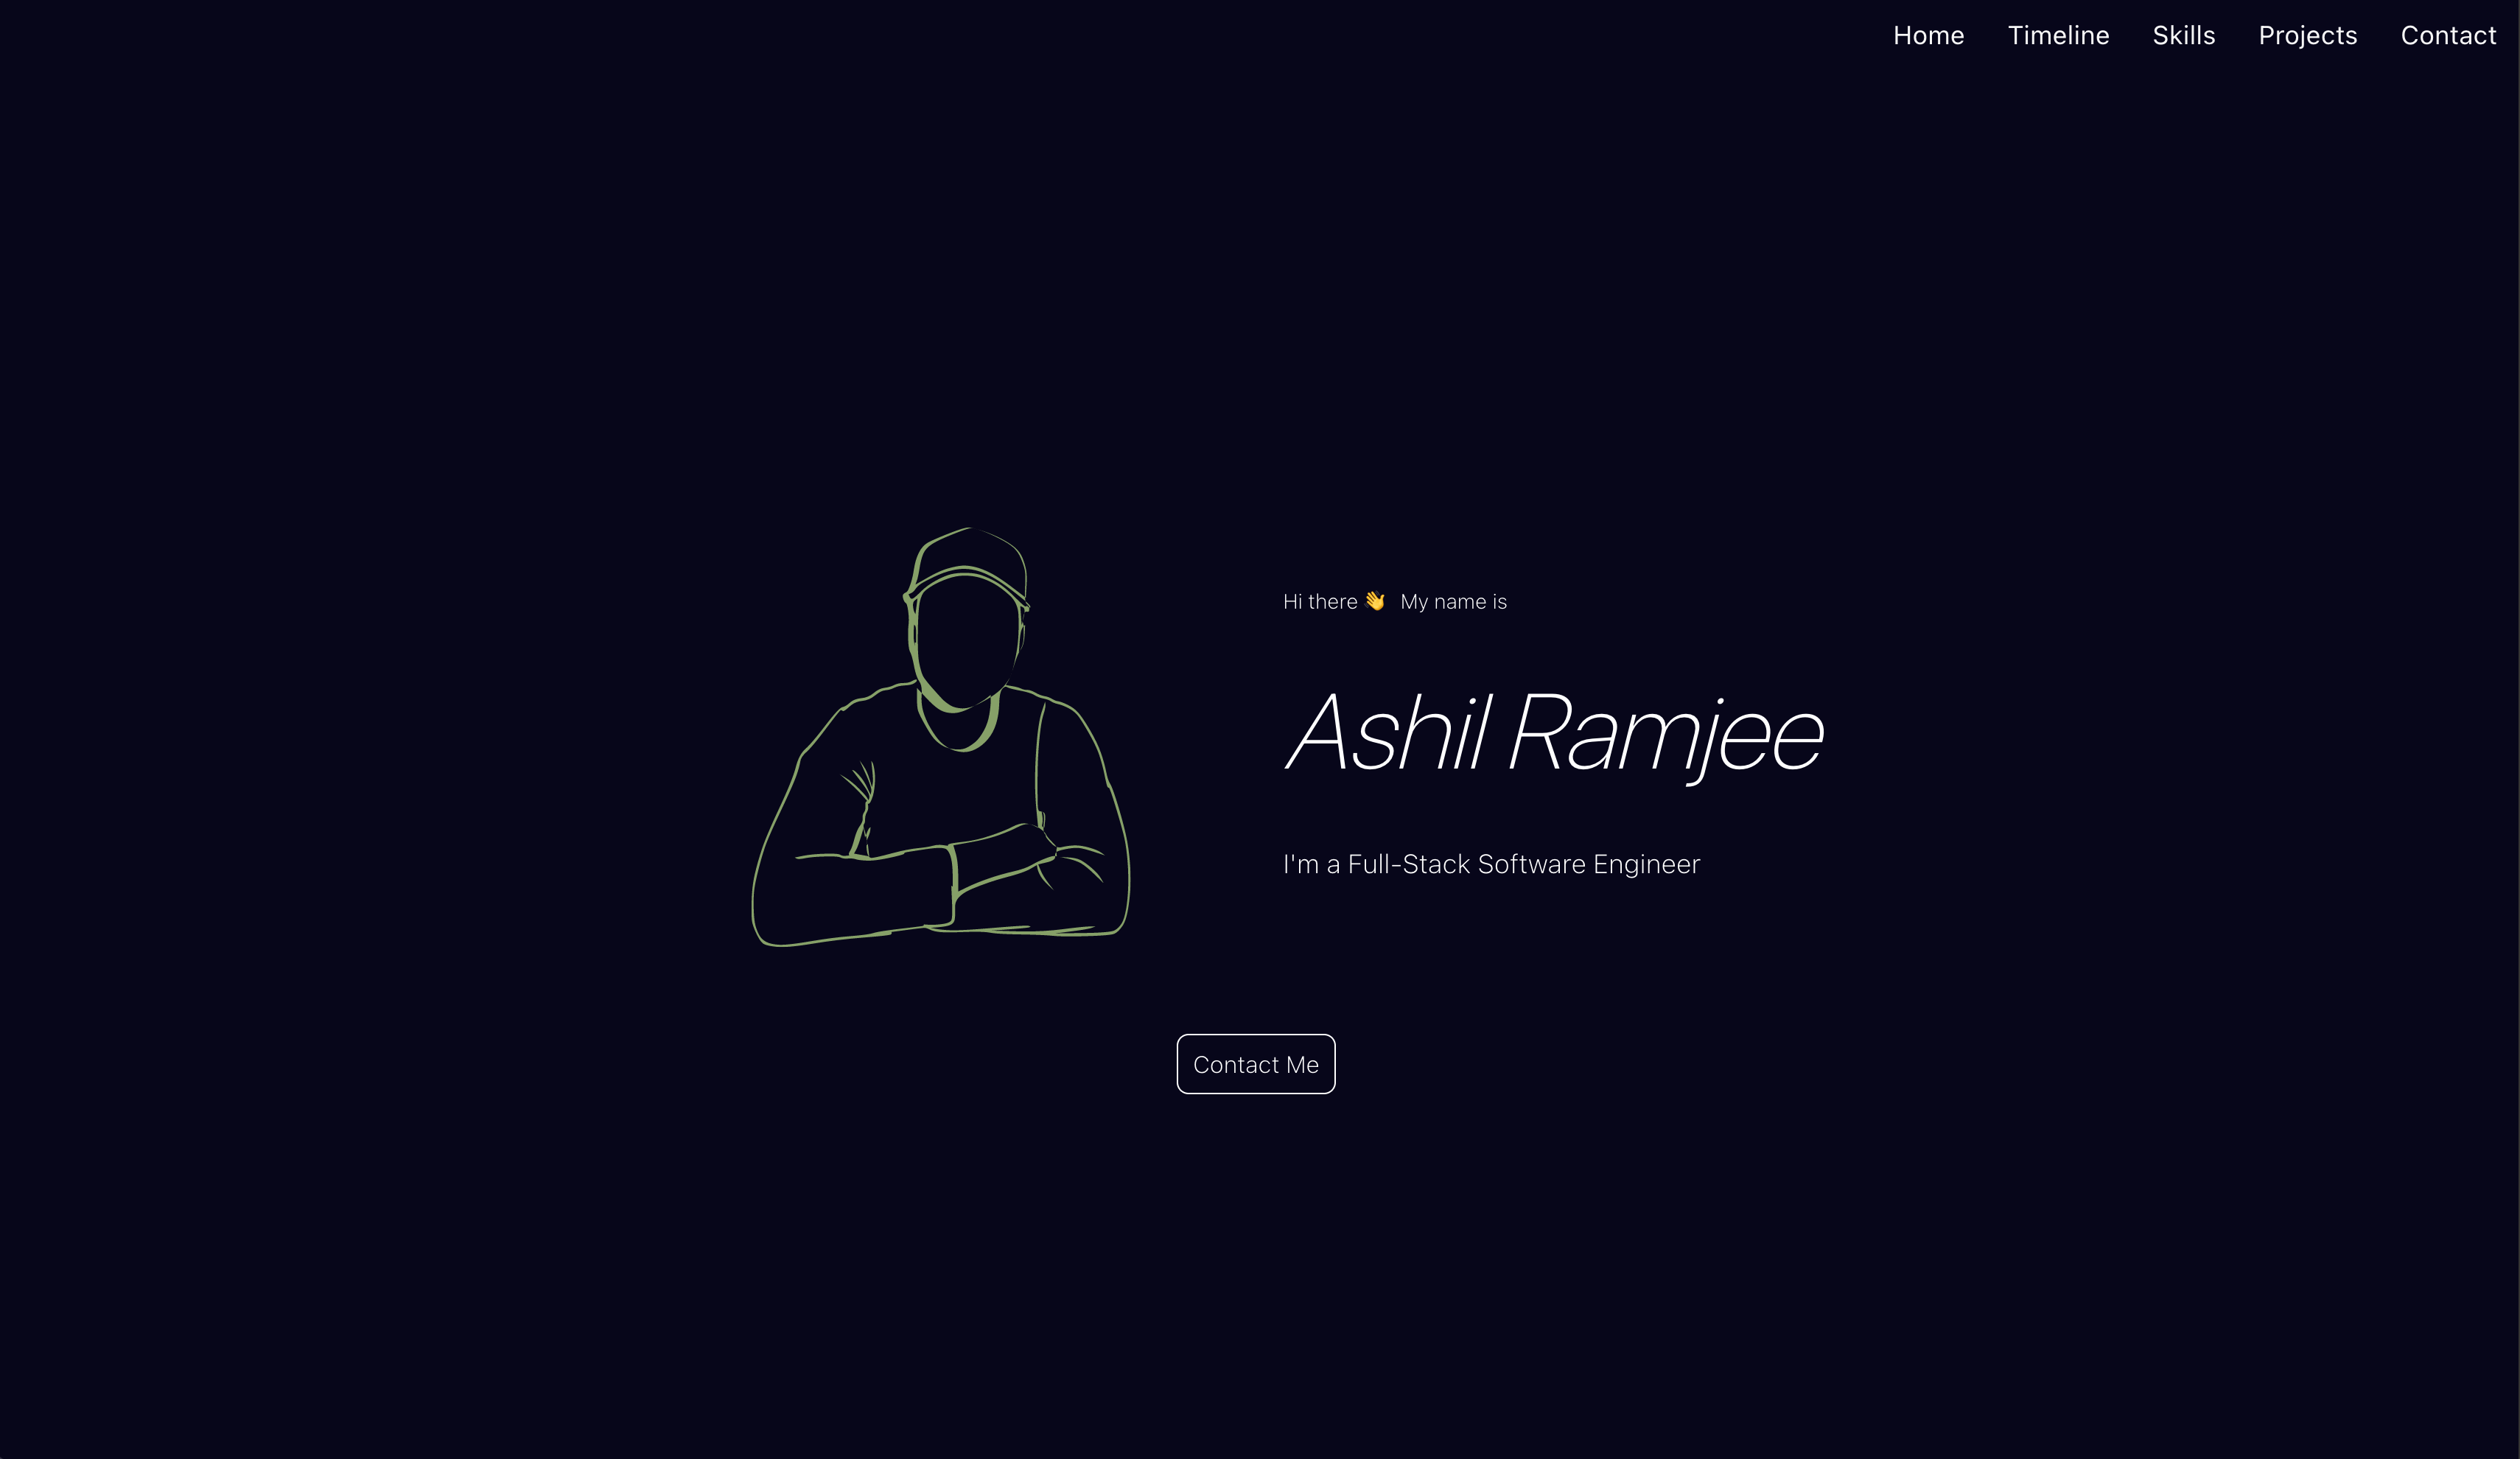 Home Timeline Skills Projects Contact
Hi there 👋 My name is
Ashil Ramjee
I'm a Full-Stack Software Engineer
Contact Me